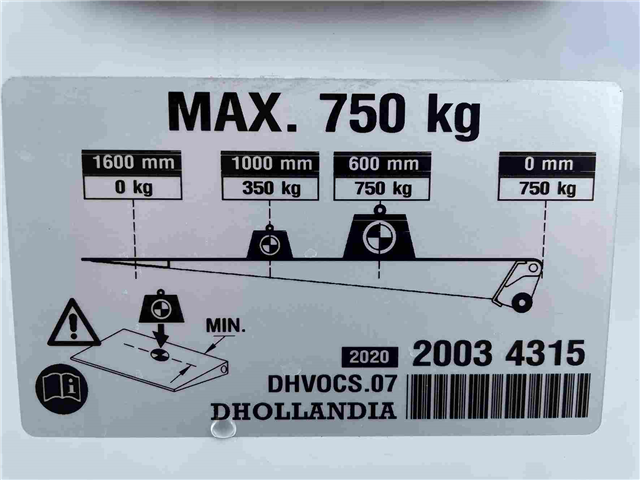 MAX. 750 kg
1600 mm 1000 mm 600 mm 0 mm
0 kg 350 kg 750 kg 750 kg
MIN.
2020 2003 4315
DHVOCS.07
DHOLLANDIA